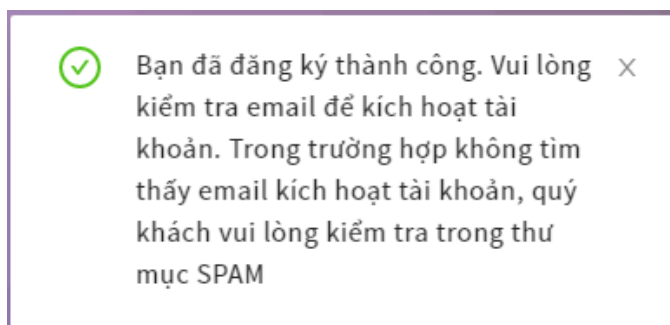 Bạn đã đăng ký thành công. Vui lòng
kiểm tra email để kích hoạt tài
khoản. Trong trường hợp không tìm
thấy email kích hoạt tài khoản, quý
khách vui lòng kiểm tra trong thư
mục SPAM